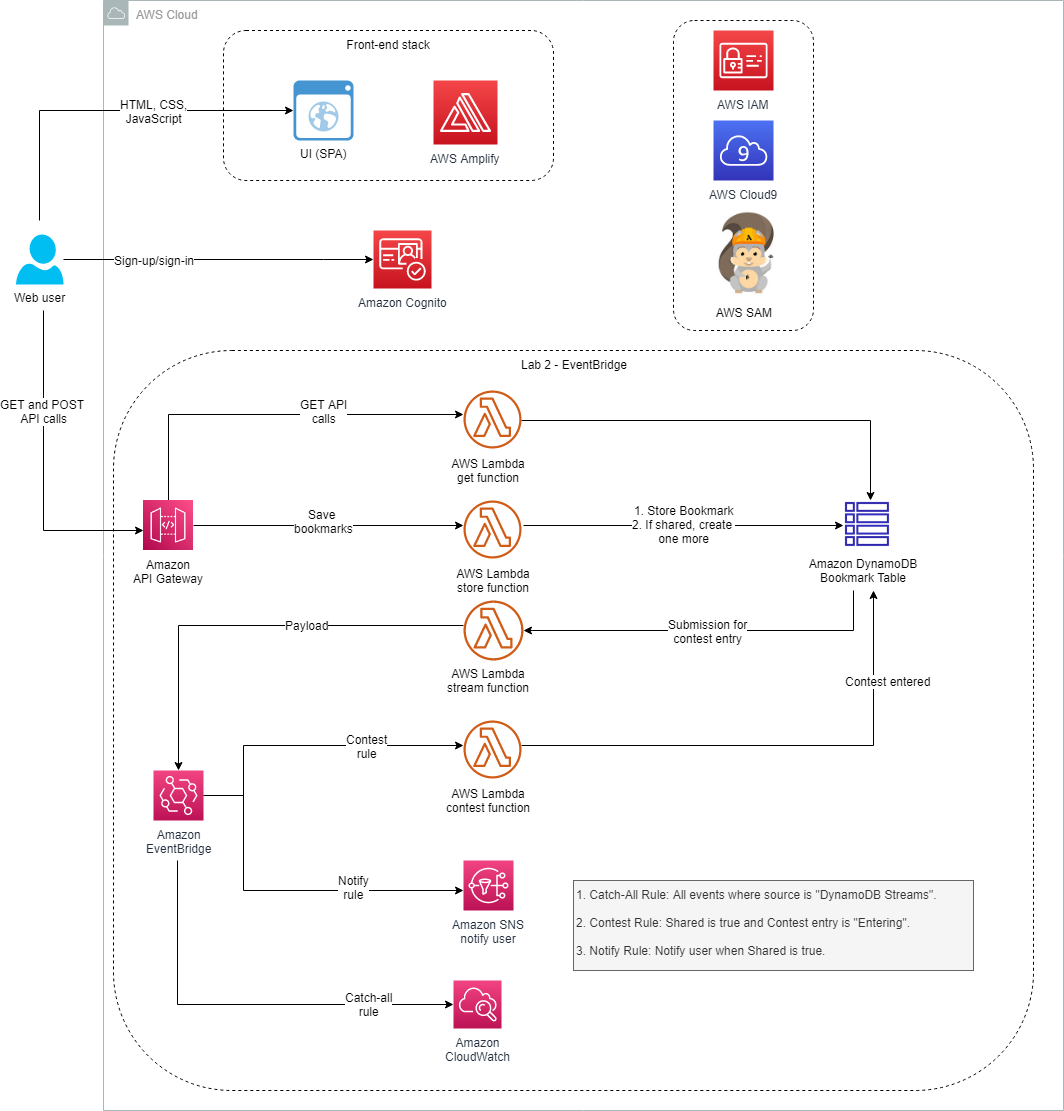 AWS Cloud
Front-end stack
HTML, CSS,
JavaScript
UI (SPA)
AWS Amplify
AWS IAM
9
AWS Cloud9
A
AWS SAM
Web user
Sign-up/sign-in
Amazon Cognito
Lab 2 - EventBridge
GET and POST
API calls
GET API
calls
AWS Lambda
get function
Amazon
API Gateway
Save
bookmarks
AWS Lambda
store function
1. Store Bookmark
2. If shared, create
one more
Amazon DynamoDB
Bookmark Table
Payload
AWS Lambda
stream function
Submission for
contest entry
Contest entered
Contest
rule
AWS Lambda
contest function
Amazon
EventBridge
Notify
rule
Amazon SNS
notify user
1. Catch-All Rule: All events where source is "DynamoDB Streams".
2. Contest Rule: Shared is true and Contest entry is "Entering".
3. Notify Rule: Notify user when Shared is true.
Catch-all
rule
Amazon
CloudWatch